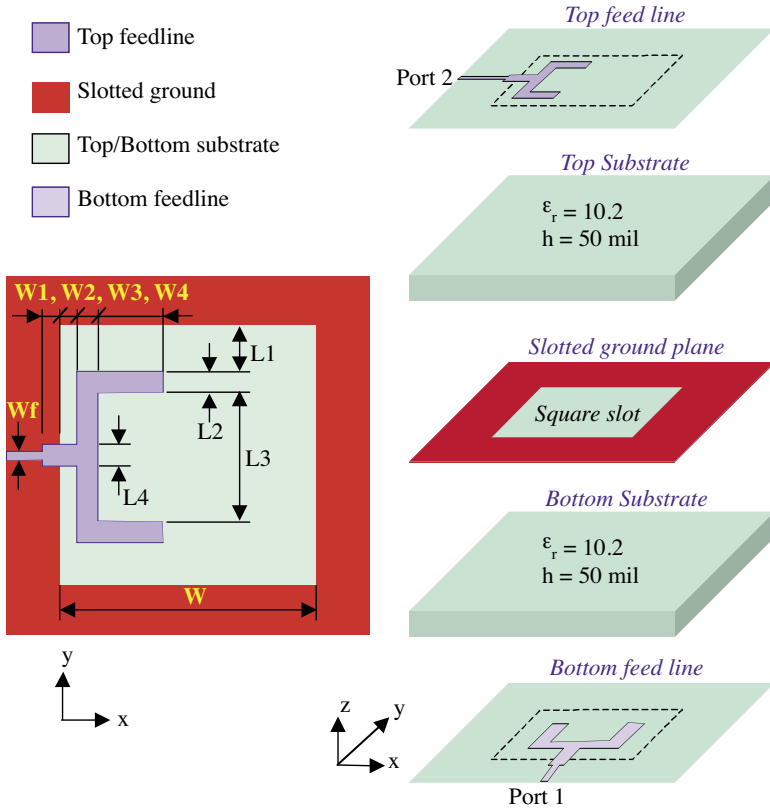 Top feedline
Slotted ground
Top/Bottom substrate
Bottom feedline
W1, W2, W3, W4
L1
Wf
L2
L3
L4
W
y
x
Top feed line
Port 2
Top Substrate
εr = 10.2
h = 50 mil
Slotted ground plane
Square slot
Bottom Substrate
εr = 10.2
h = 50 mil
Bottom feed line
z
y
x
Port 1